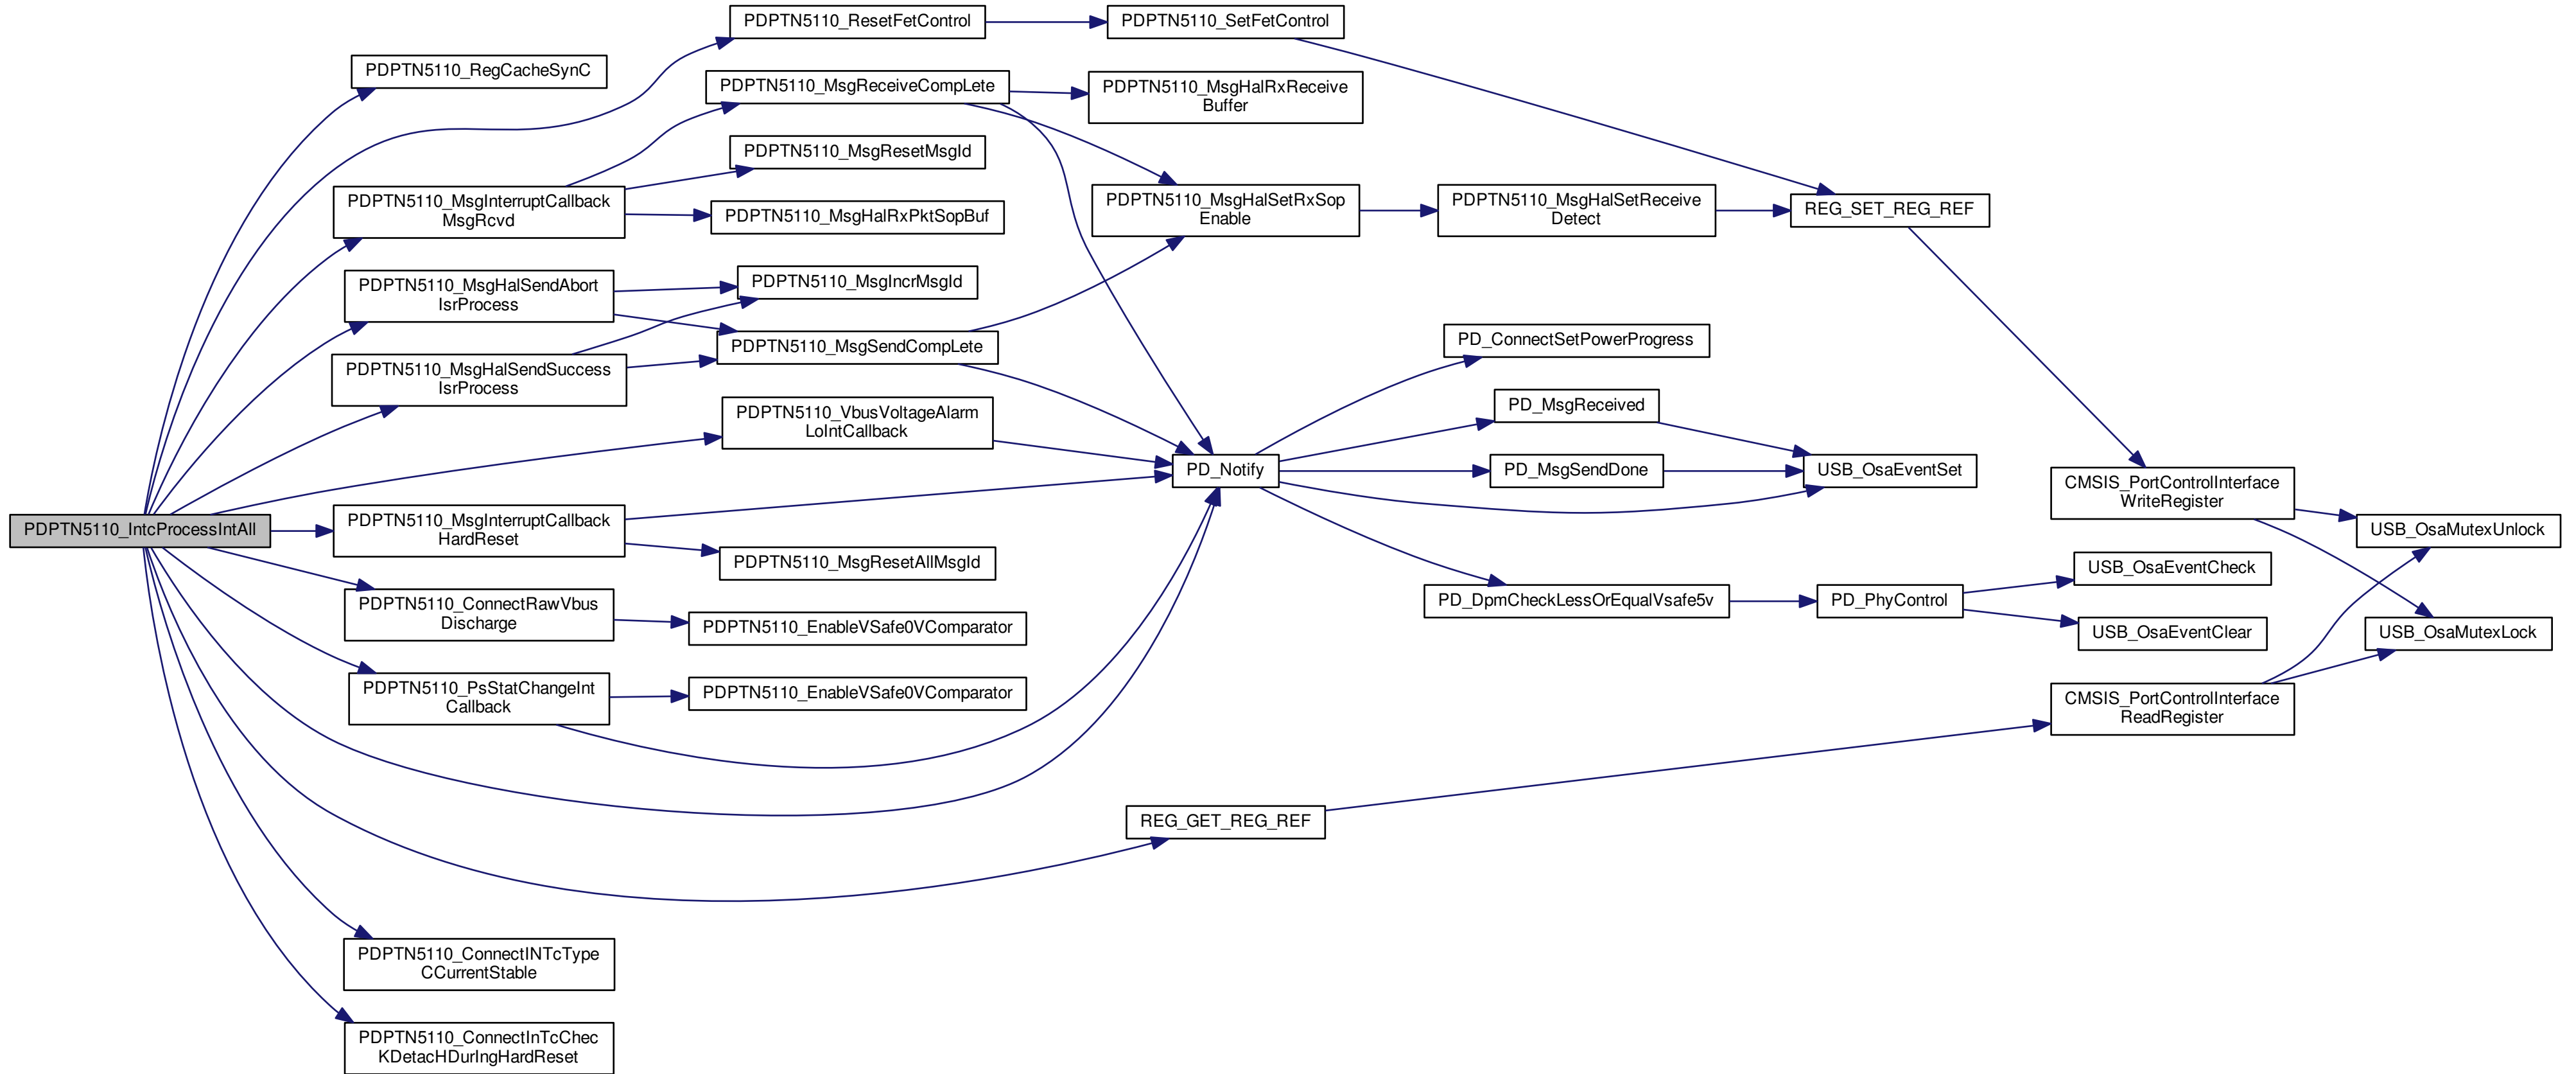 PDPTN5110_IntcProcessIntAll
PDPTN5110_RegCacheSynC
PDPTN5110_MsgInterruptCallback
MsgRcvd
PDPTN5110_MsgHalSendAbort
IsrProcess
PDPTN5110_MsgHalSendSuccess
IsrProcess
PDPTN5110_MsgInterruptCallback
HardReset
PDPTN5110_ConnectRawVbus
Discharge
PDPTN5110_PsStatChangeInt
Callback
PDPTN5110_ConnectINTcType
CCurrentStable
PDPTN5110_ConnectInTcChec
KDetacHDurIngHardReset
PDPTN5110_ResetFetControl
PDPTN5110_MsgReceiveCompLete
PDPTN5110_MsgResetMsgId
PDPTN5110_MsgHalRxPktSopBuf
PDPTN5110_MsgIncrMsgId
PDPTN5110_MsgSendCompLete
PDPTN5110_VbusVoltageAlarm
LoIntCallback
PDPTN5110_MsgResetAllMsgId
PDPTN5110_EnableVSafe0VComparator
PDPTN5110_EnableVSafe0VComparator
PDPTN5110_SetFetControl
PDPTN5110_MsgHalRxReceive
Buffer
PDPTN5110_MsgHalSetRxSop
Enable
PD_Notify
REG_GET_REG_REF
PDPTN5110_MsgHalSetReceive
Detect
PD_ConnectSetPowerProgress
PD_MsgReceived
PD_MsgSendDone
PD_DpmCheckLessOrEqualVsafe5v
REG_SET_REG_REF
USB_OsaEventSet
PD_PhyControl
CMSIS_PortControlInterface
WriteRegister
USB_OsaEventCheck
USB_OsaEventClear
CMSIS_PortControlInterface
ReadRegister
USB_OsaMutexUnlock
USB_OsaMutexLock